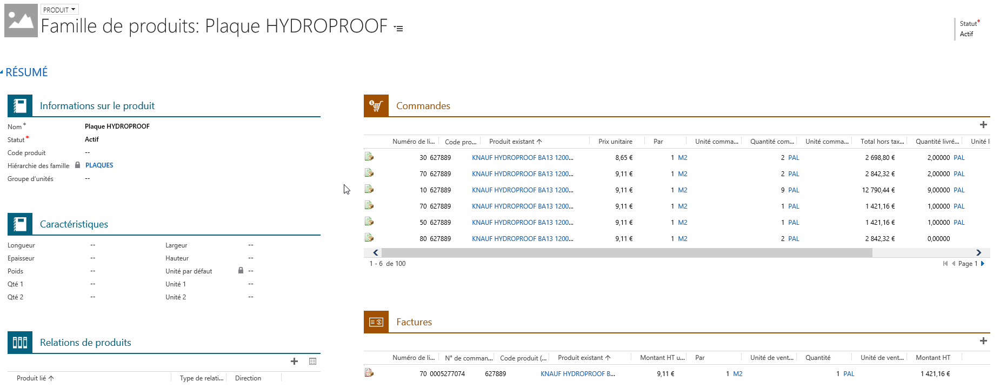 PRODUIT
Famille de produits: Plaque HYDROPROOF
Statut*
Actif
RÉSUMÉ
Informations sur le produit
Nom*
Plaque HYDROPROOF
Statut*
Actif
Code produit
--
Hiérarchie des familles
PLAQUES
Groupe d'unités
--
Caractéristiques
Longueur -- Largeur --
Epaisseur -- Hauteur --
Poids -- Unité par défaut --
Qté 1 -- Unité 1 --
Qté 2 -- Unité 2 --
Relations de produits
Produit lié Type de relati... Direction
Commandes
Numéro de li... Code pro... Produit existant Prix unitaire Par Unité comma... Quantité com... Unité comma... Total hors tax... Quantité livré... Unité li
30 627889 KNAUF HYDROPROOF BA13 1200... 8,65 € 1 M2 2 PAL 2 698,80 € 2,00000 PAL
70 627889 KNAUF HYDROPROOF BA13 1200... 9,11 € 1 M2 2 PAL 2 842,32 € 2,00000 PAL
10 627889 KNAUF HYDROPROOF BA13 1200... 9,11 € 1 M2 9 PAL 12 790,44 € 9,00000 PAL
70 627889 KNAUF HYDROPROOF BA13 1200... 9,11 € 1 M2 1 PAL 1 421,16 € 1,00000 PAL
50 627889 KNAUF HYDROPROOF BA13 1200... 9,11 € 1 M2 1 PAL 1 421,16 € 1,00000 PAL
80 627889 KNAUF HYDROPROOF BA13 1200... 9,11 € 1 M2 2 PAL 2 842,32 € 0,00000
1 - 6 de 100
Page 1
Factures
Numéro de li... N° de comman... Code produit (... Produit existant Montant HT u... Par Unité de vent... Quantité Unité de vent... Montant HT
70 0005277074 627889 KNAUF HYDROPROOF B... 9,11 € 1 M2 1 PAL 1 421,16 €